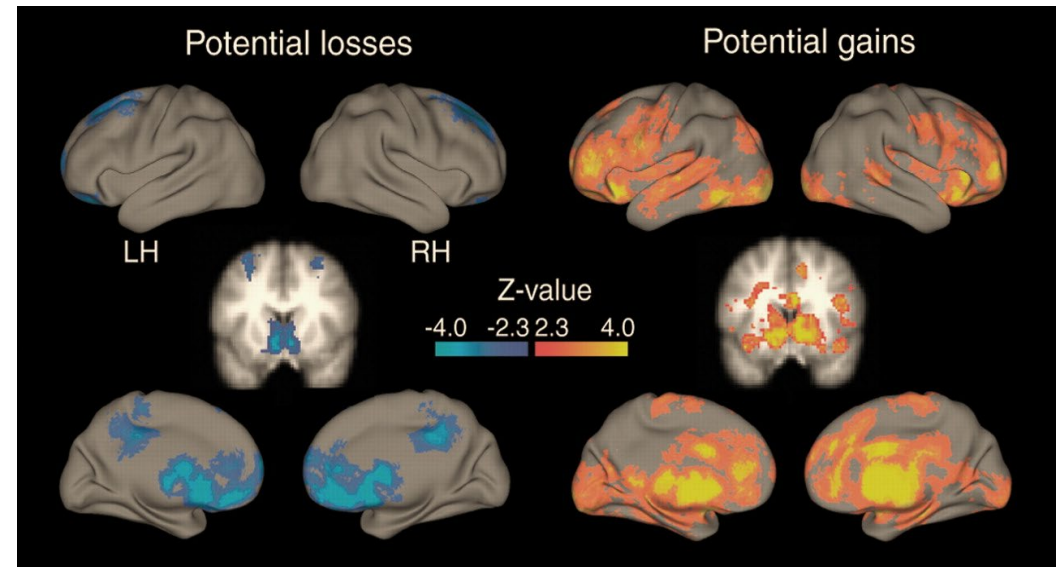 Potential losses
Potential gains
LH
RH
Z-value
-4.0 -2.3 2.3 4.0